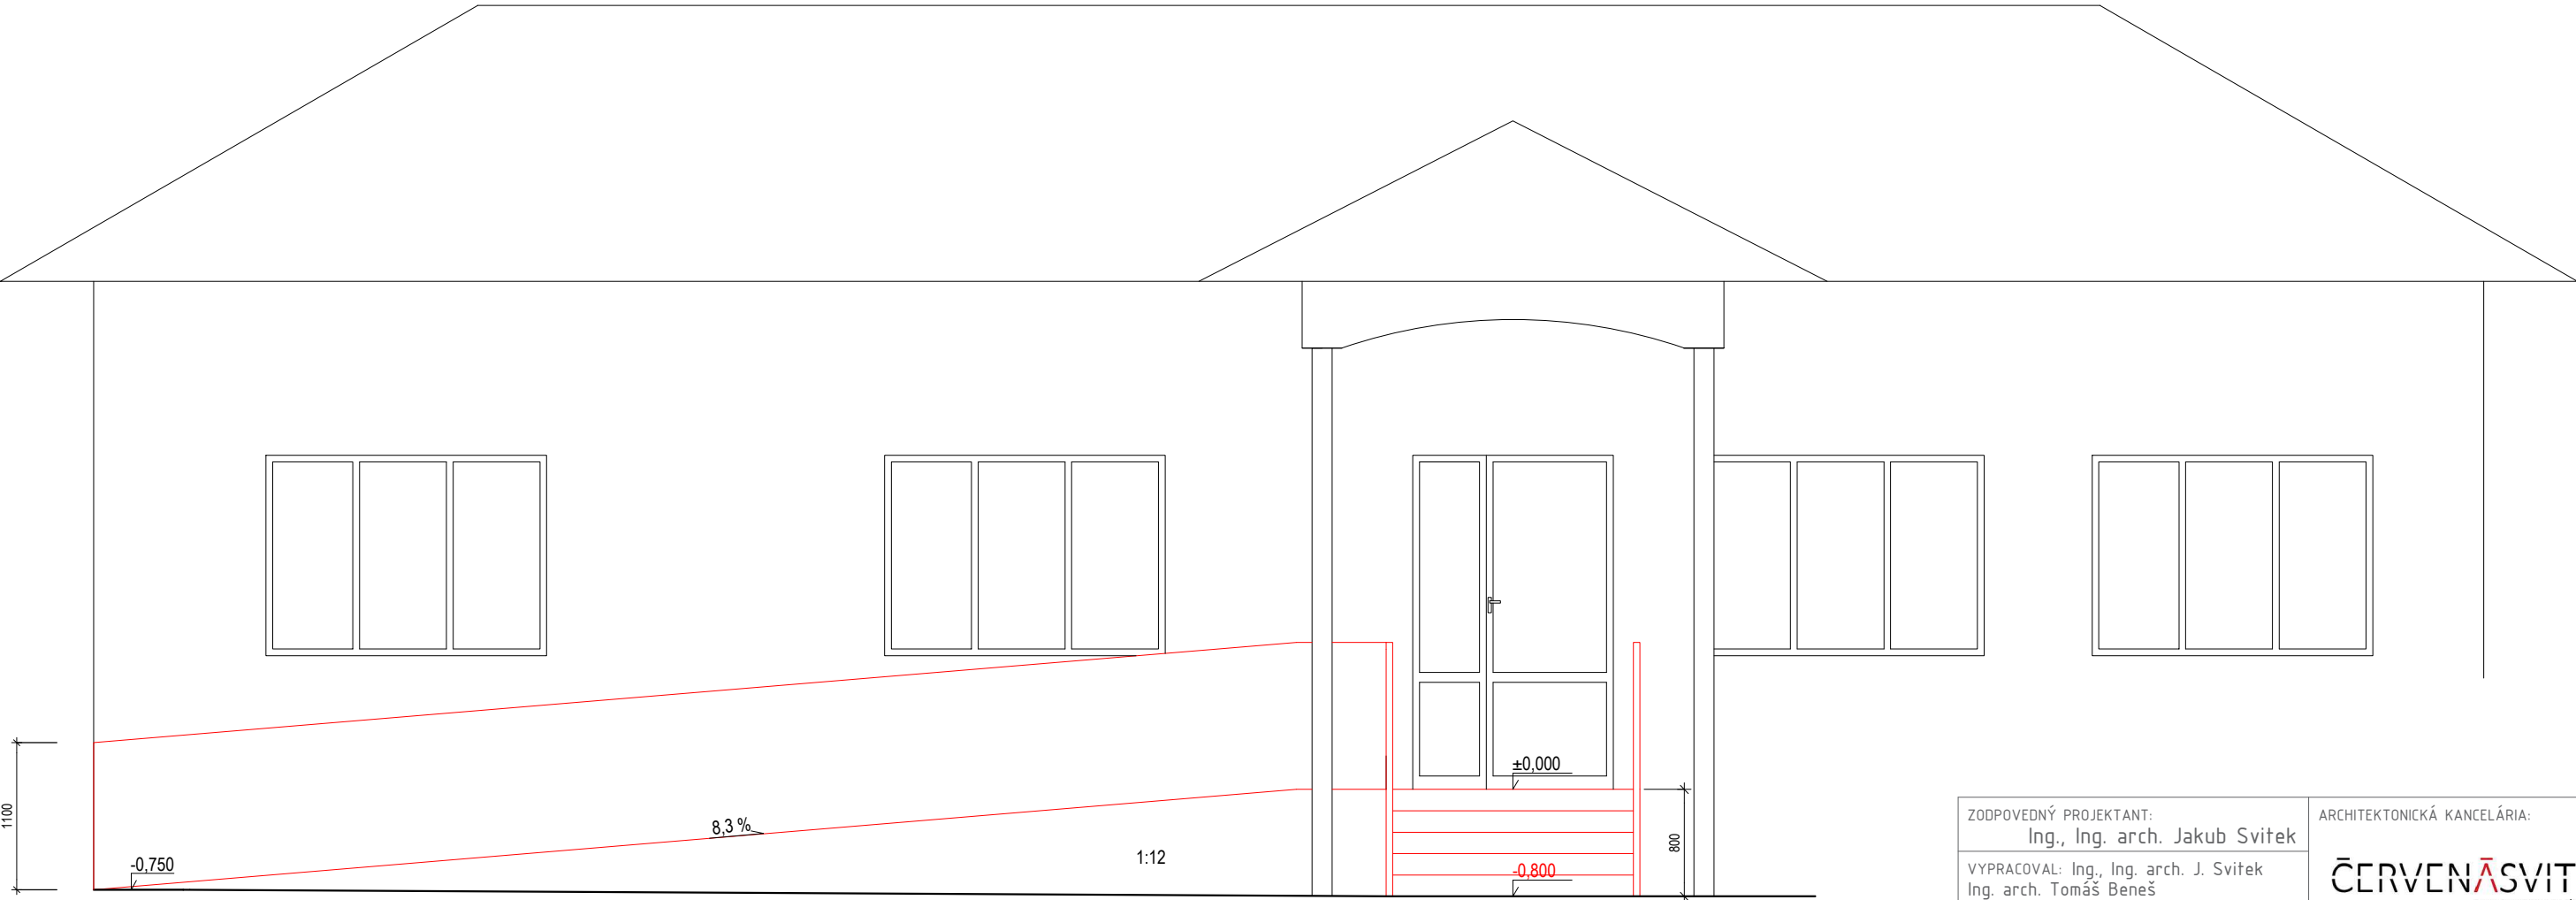 ±0,000
1100
8,3 %
-0,750
1:12
800
-0,800
ZODPOVEDNÝ PROJEKTANT:
Ing., Ing. arch. Jakub Svitek
VYPRACOVAL: Ing., Ing. arch. J. Svitek
Ing. arch. Tomáš Beneš
ARCHITEKTONICKÁ KANCELÁRIA:
ČERVENÁSVIT